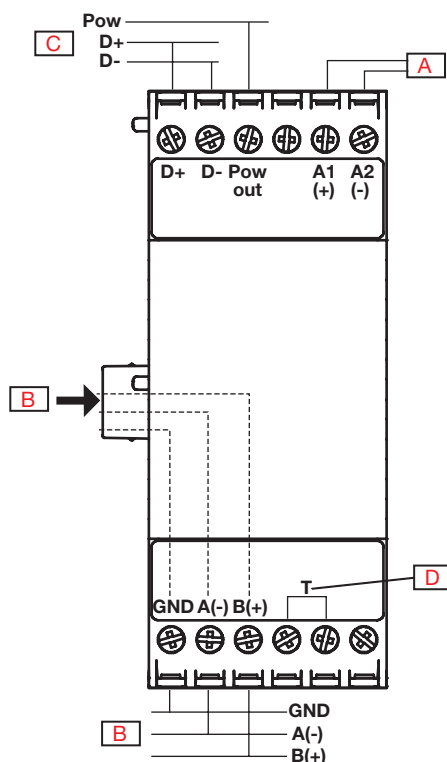 Pow
C
D+
D-
A
D+ D- Pow out A1 (+) A2 (-)
B
T
D
GND A(-) B(+)
GND
B
A(-)
B(+)